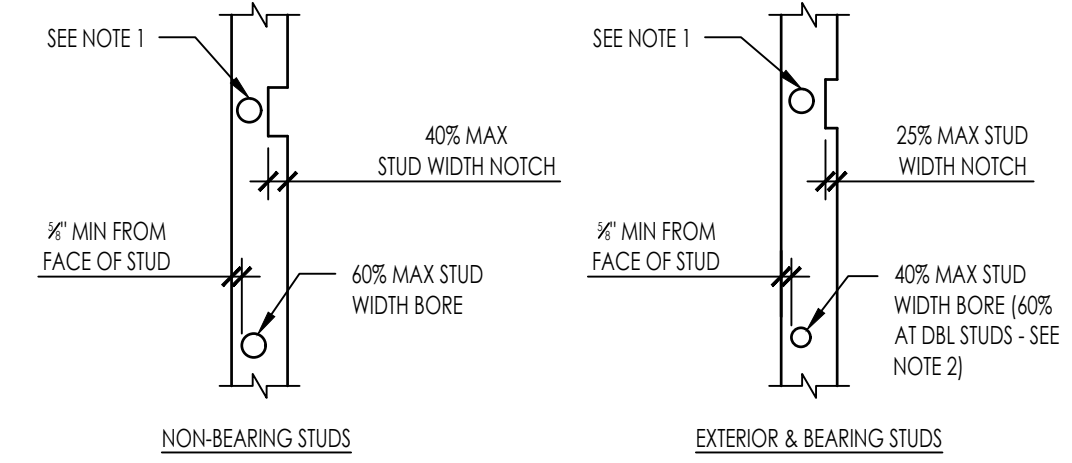 SEE NOTE 1
40% MAX
STUD WIDTH NOTCH
⅝" MIN FROM
FACE OF STUD
60% MAX STUD
WIDTH BORE
NON-BEARING STUDS
SEE NOTE 1
25% MAX STUD
WIDTH NOTCH
⅝" MIN FROM
FACE OF STUD
40% MAX STUD
WIDTH BORE (60%
AT DBL STUDS - SEE
NOTE 2)
EXTERIOR & BEARING STUDS